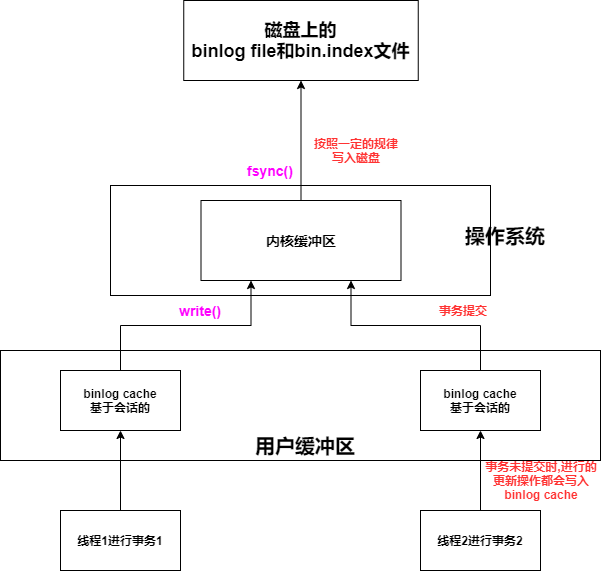 磁盘上的
binlog file和bin.index文件
按照一定的规律
写入磁盘
fsync()
内核缓冲区
操作系统
write()
事务提交
binlog cache
基于会话的
binlog cache
基于会话的
用户缓冲区
事务未提交时,进行的
更新操作都会写入
binlog cache
线程1进行事务1
线程2进行事务2